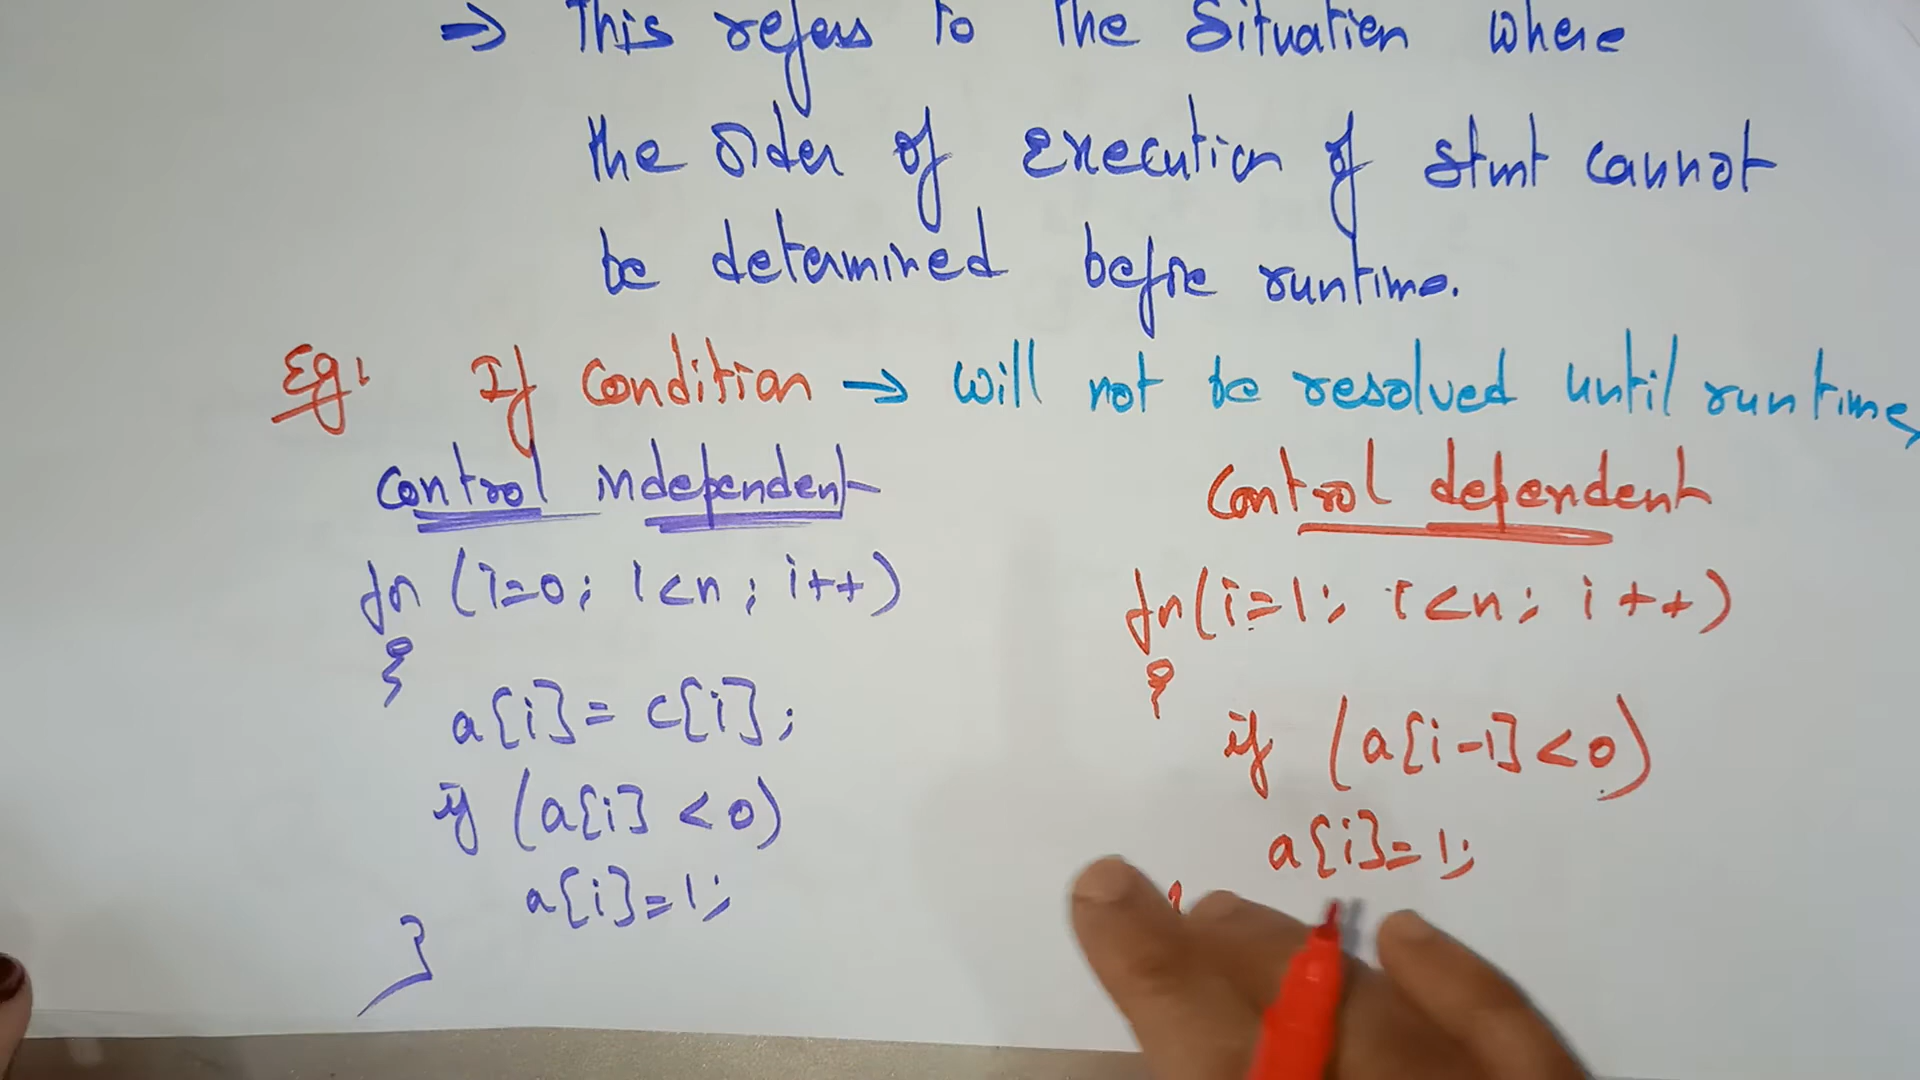 → This refers to the situation where
the order of execution of stmt cannot
be determined before runtime.
Eg: If condition → will not be resolved until runtime,
control independent
for (i=0; i<n; i++)
{
a[i] = c[i];
if (a[i] < 0)
a[i]=1;
}
control dependent
for(i=1; i<n; i++)
{
if (a[i-1]<0)
a[i]=1;